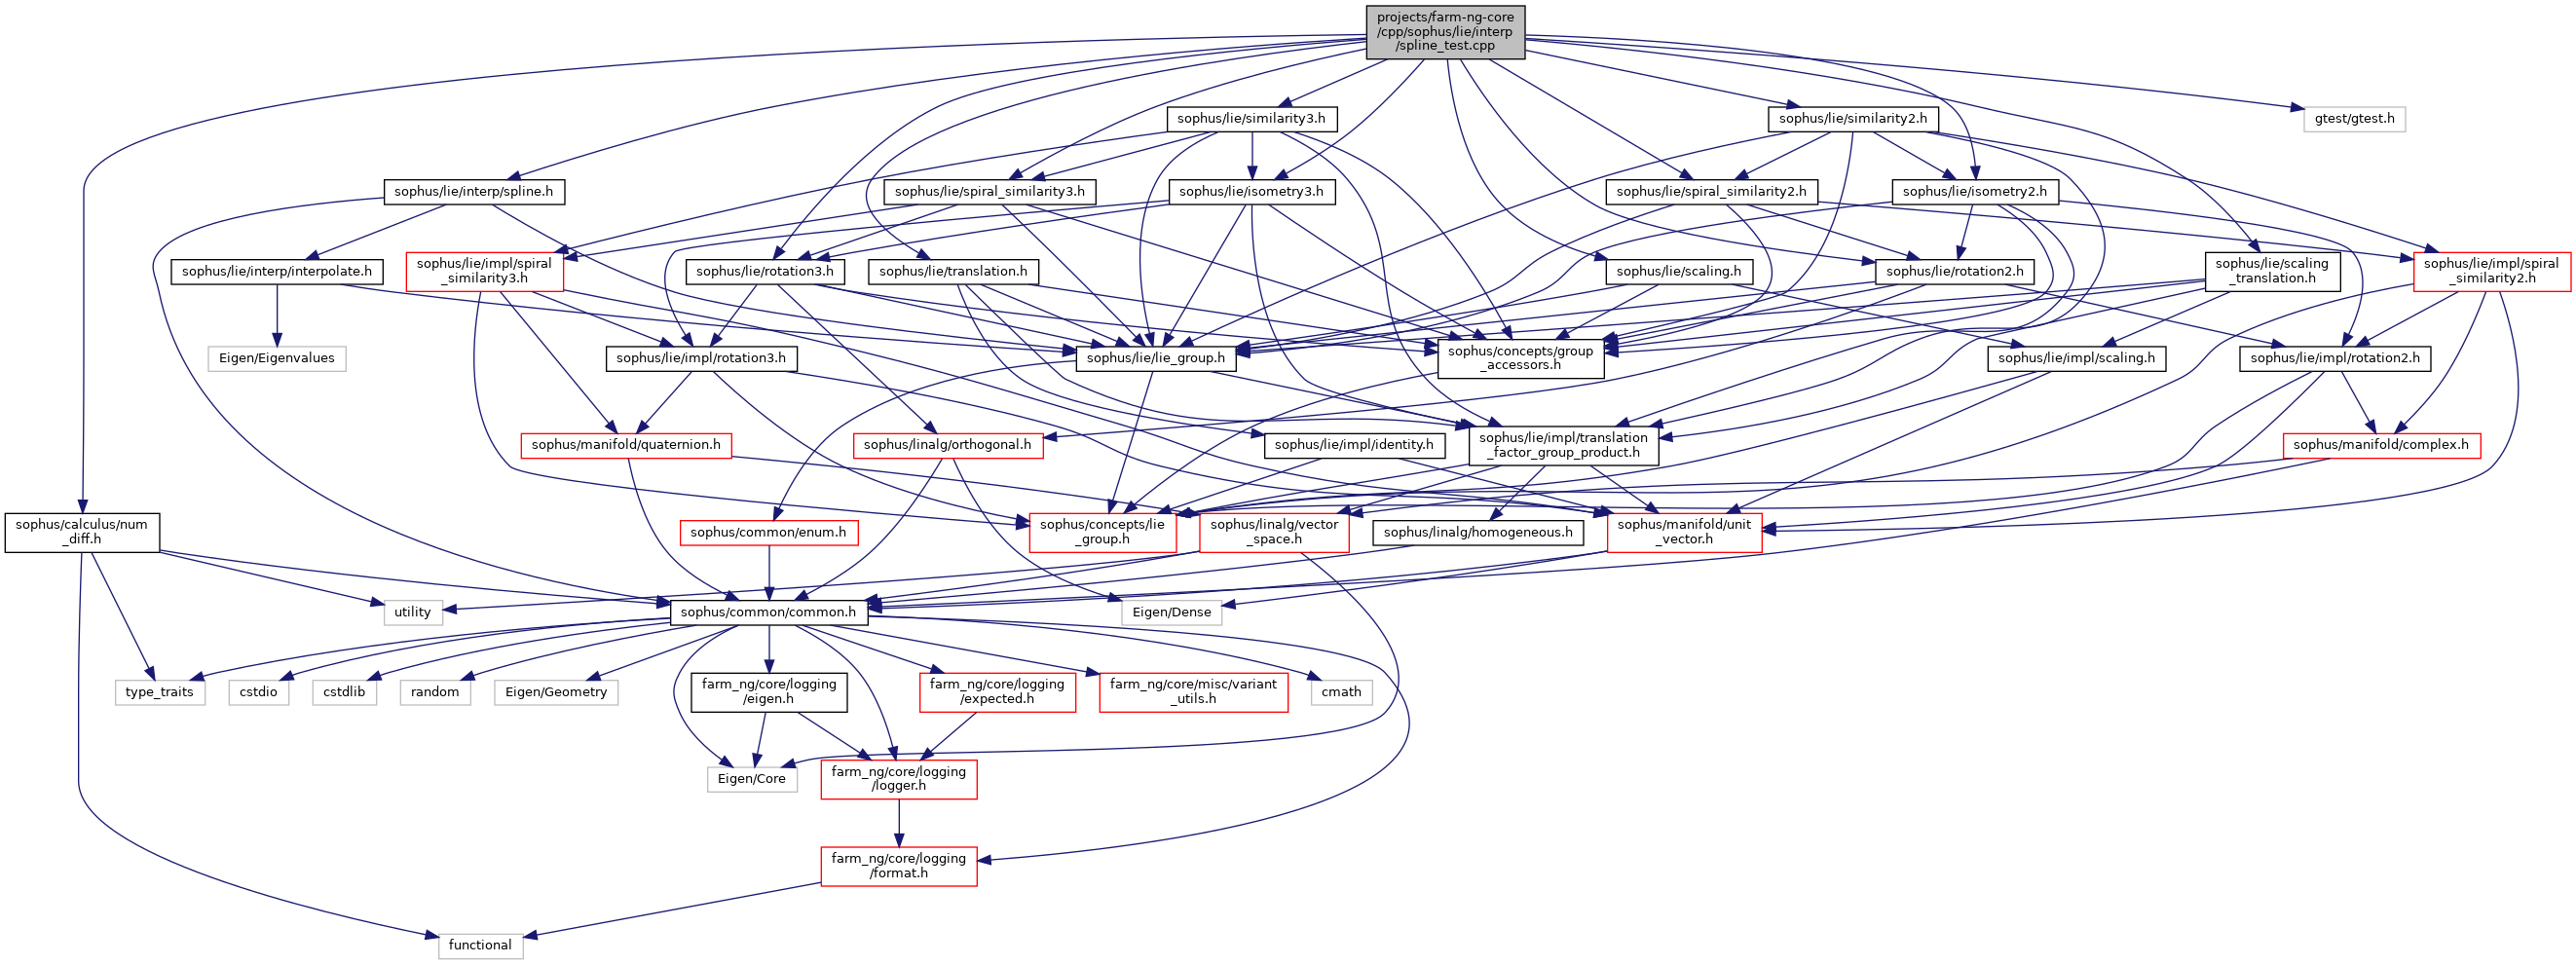 projects/farm-ng-core
/cpp/sophus/lie/interp
/spline_test.cpp
sophus/lie/similarity3.h
sophus/lie/similarity2.h
gtest/gtest.h
sophus/lie/interp/spline.h
sophus/lie/spiral_similarity3.h
sophus/lie/isometry3.h
sophus/lie/spiral_similarity2.h
sophus/lie/isometry2.h
sophus/lie/interp/interpolate.h
sophus/lie/impl/spiral
_similarity3.h
sophus/lie/rotation3.h
sophus/lie/translation.h
sophus/lie/scaling.h
sophus/lie/rotation2.h
sophus/lie/scaling
_translation.h
sophus/lie/impl/spiral
_similarity2.h
Eigen/Eigenvalues
sophus/lie/impl/rotation3.h
sophus/lie/lie_group.h
sophus/concepts/group
_accessors.h
sophus/lie/impl/scaling.h
sophus/lie/impl/rotation2.h
sophus/manifold/quaternion.h
sophus/linalg/orthogonal.h
sophus/lie/impl/identity.h
sophus/lie/impl/translation
_factor_group_product.h
sophus/manifold/complex.h
sophus/calculus/num
_diff.h
sophus/common/enum.h
sophus/concepts/lie
_group.h
sophus/linalg/vector
_space.h
sophus/linalg/homogeneous.h
sophus/manifold/unit
_vector.h
utility
sophus/common/common.h
Eigen/Dense
type_traits
cstdio
cstdlib
random
Eigen/Geometry
farm_ng/core/logging
/eigen.h
farm_ng/core/logging
/expected.h
farm_ng/core/misc/variant
_utils.h
cmath
Eigen/Core
farm_ng/core/logging
/logger.h
farm_ng/core/logging
/format.h
functional